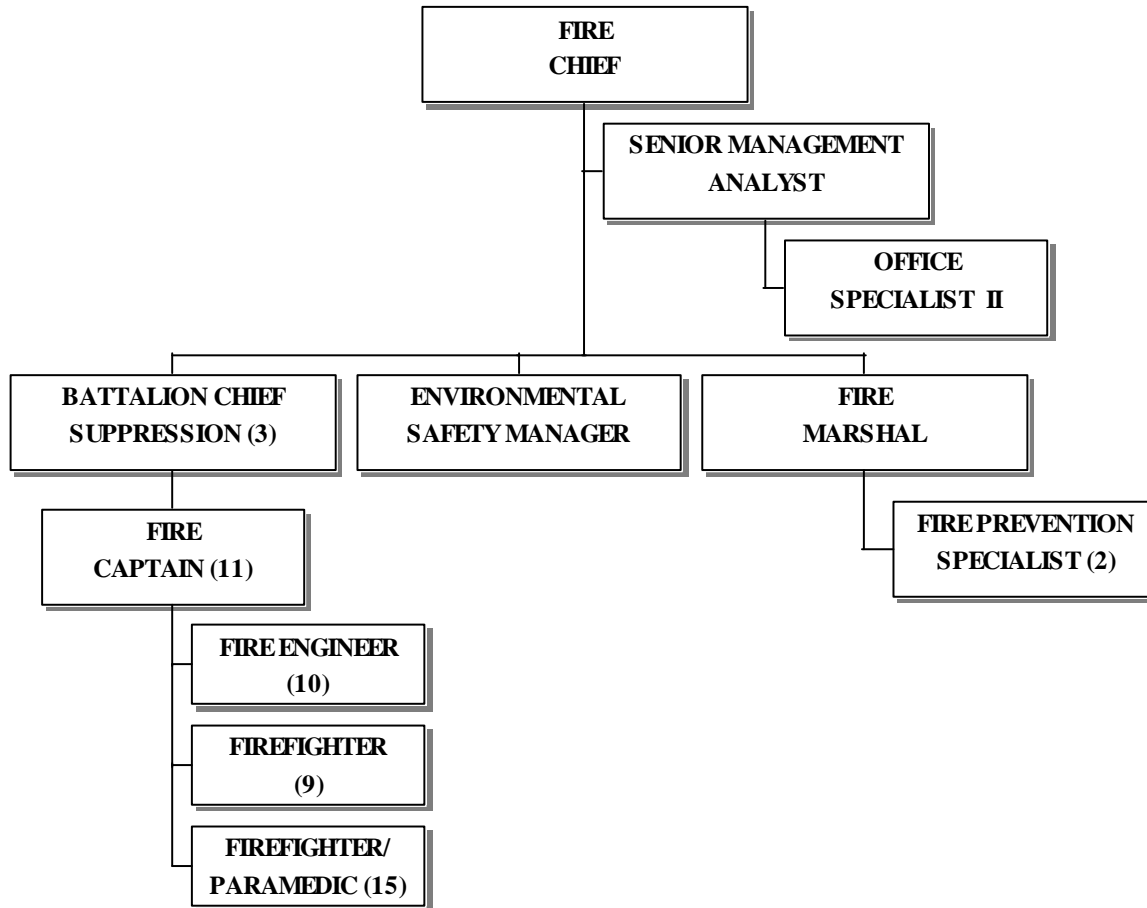 FIRE
CHIEF
SENIOR MANAGEMENT
ANALYST
OFFICE
SPECIALIST II
BATTALION CHIEF
SUPPRESSION (3)
ENVIRONMENTAL
SAFETY MANAGER
FIRE
MARSHAL
FIRE
CAPTAIN (11)
FIRE PREVENTION
SPECIALIST (2)
FIRE ENGINEER
(10)
FIREFIGHTER
(9)
FIREFIGHTER/
PARAMEDIC (15)